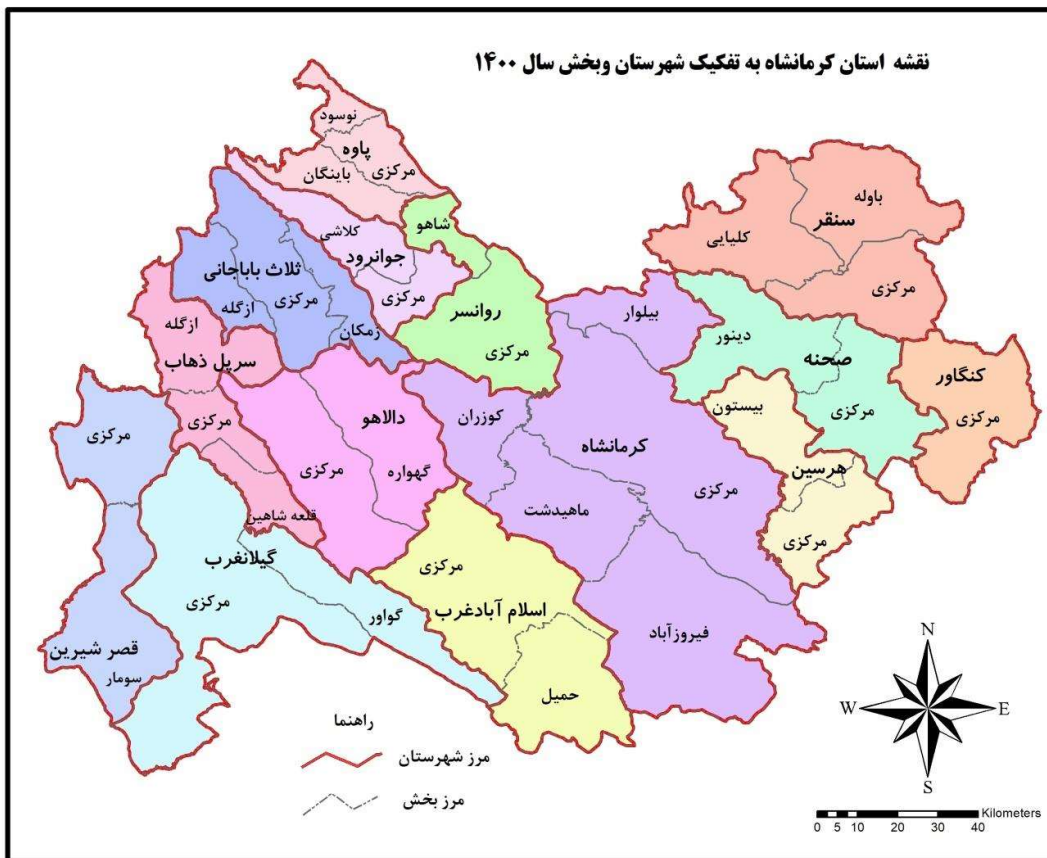 نقشه استان کرمانشاه به تفکیک شهرستان وبخش سال ۱۴۰۰
نوسود
پاوه
مرکزی
باینگان
شاهو
کلاشی
جوانرود
مرکزی
ثلاث باباجانی
مرکزی
ازگله
زمکان
روانسر
مرکزی
باوله
سنقر
کلیایی
مرکزی
بیلوار
دینور
صحنه
مرکزی
کنگاور
مرکزی
ازگله
سرپل ذهاب
مرکزی
قلعه شاهین
دالاهو
مرکزی
گهواره
کوزران
کرمانشاه
مرکزی
ماهیدشت
فیروزآباد
بیستون
هرسین
مرکزی
مرکزی
قصر شیرین
سومار
گیلانغرب
مرکزی
گواور
مرکزی
اسلام آبادغرب
حمیل
راهنما
مرز شهرستان
مرز بخش
N
W E
S
Kilometers
0 5 10 20 30 40